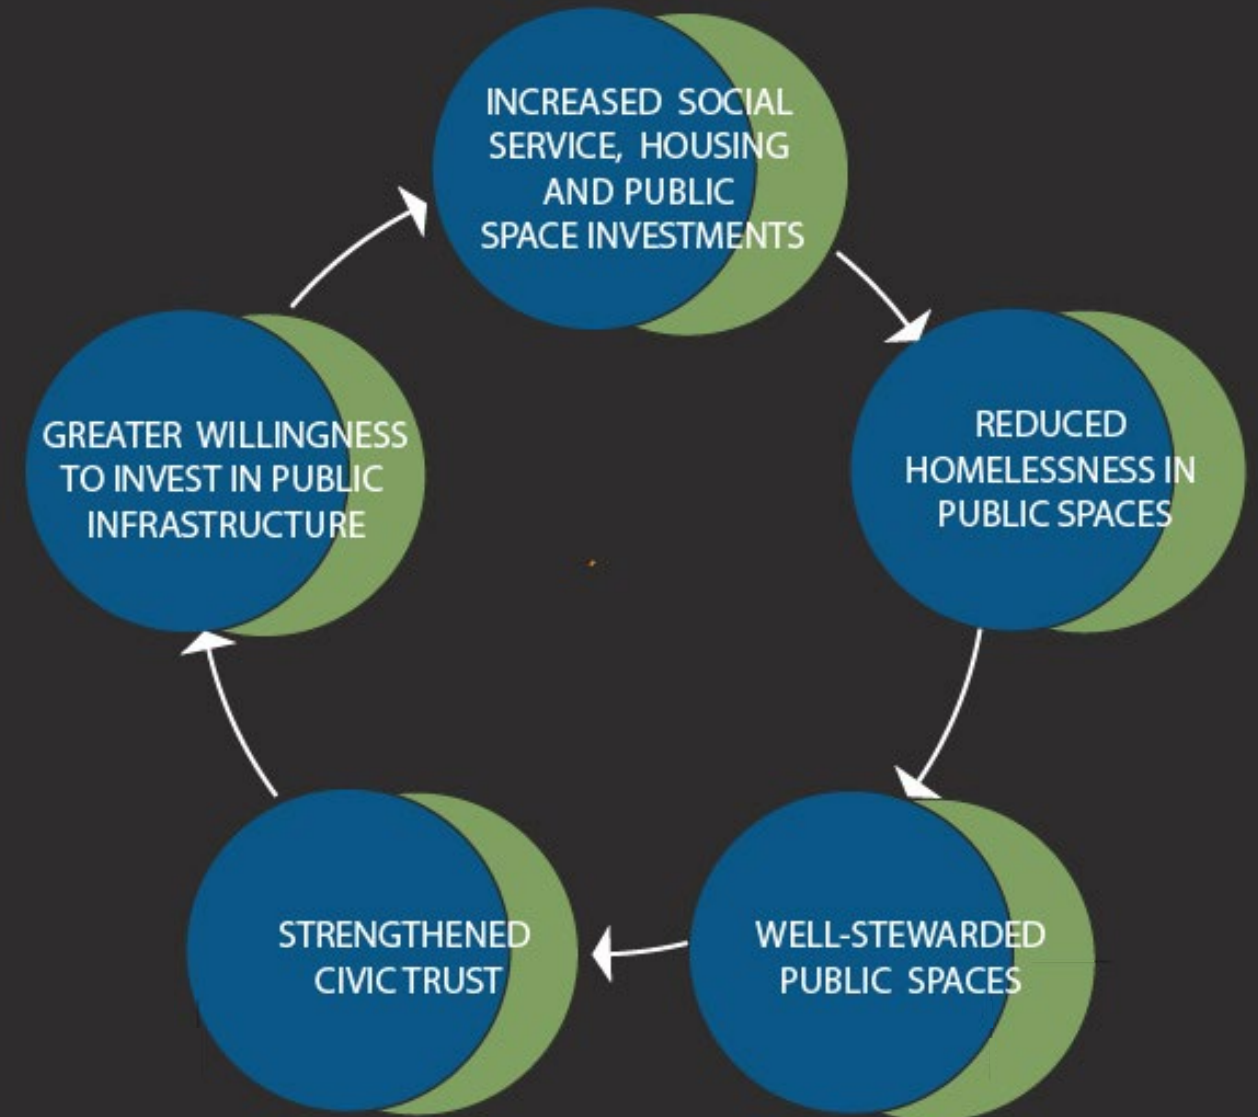 INCREASED SOCIAL
SERVICE, HOUSING
AND PUBLIC
SPACE INVESTMENTS
REDUCED
HOMELESSNESS IN
PUBLIC SPACES
WELL-STEWARDED
PUBLIC SPACES
STRENGTHENED
CIVIC TRUST
GREATER WILLINGNESS
TO INVEST IN PUBLIC
INFRASTRUCTURE